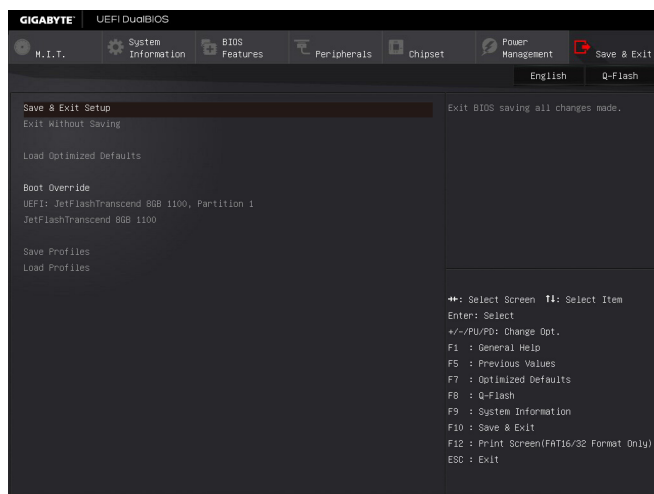 GIGABYTE™ UEFI DualBIOS
M.I.T.
System Information
BIOS Features
Peripherals
Chipset
Power Management
Save & Exit
English
Q-Flash
Save & Exit Setup
Exit Without Saving
Load Optimized Defaults
Boot Override
UEFI: JetFlashTranscend 8GB 1100, Partition 1
JetFlashTranscend 8GB 1100
Save Profiles
Load Profiles
Exit BIOS saving all changes made.
→←: Select Screen ↑↓: Select Item
Enter: Select
+/-/PU/PD: Change Opt.
F1 : General Help
F5 : Previous Values
F7 : Optimized Defaults
F8 : Q-Flash
F9 : System Information
F10 : Save & Exit
F12 : Print Screen(FAT16/32 Format Only)
ESC : Exit